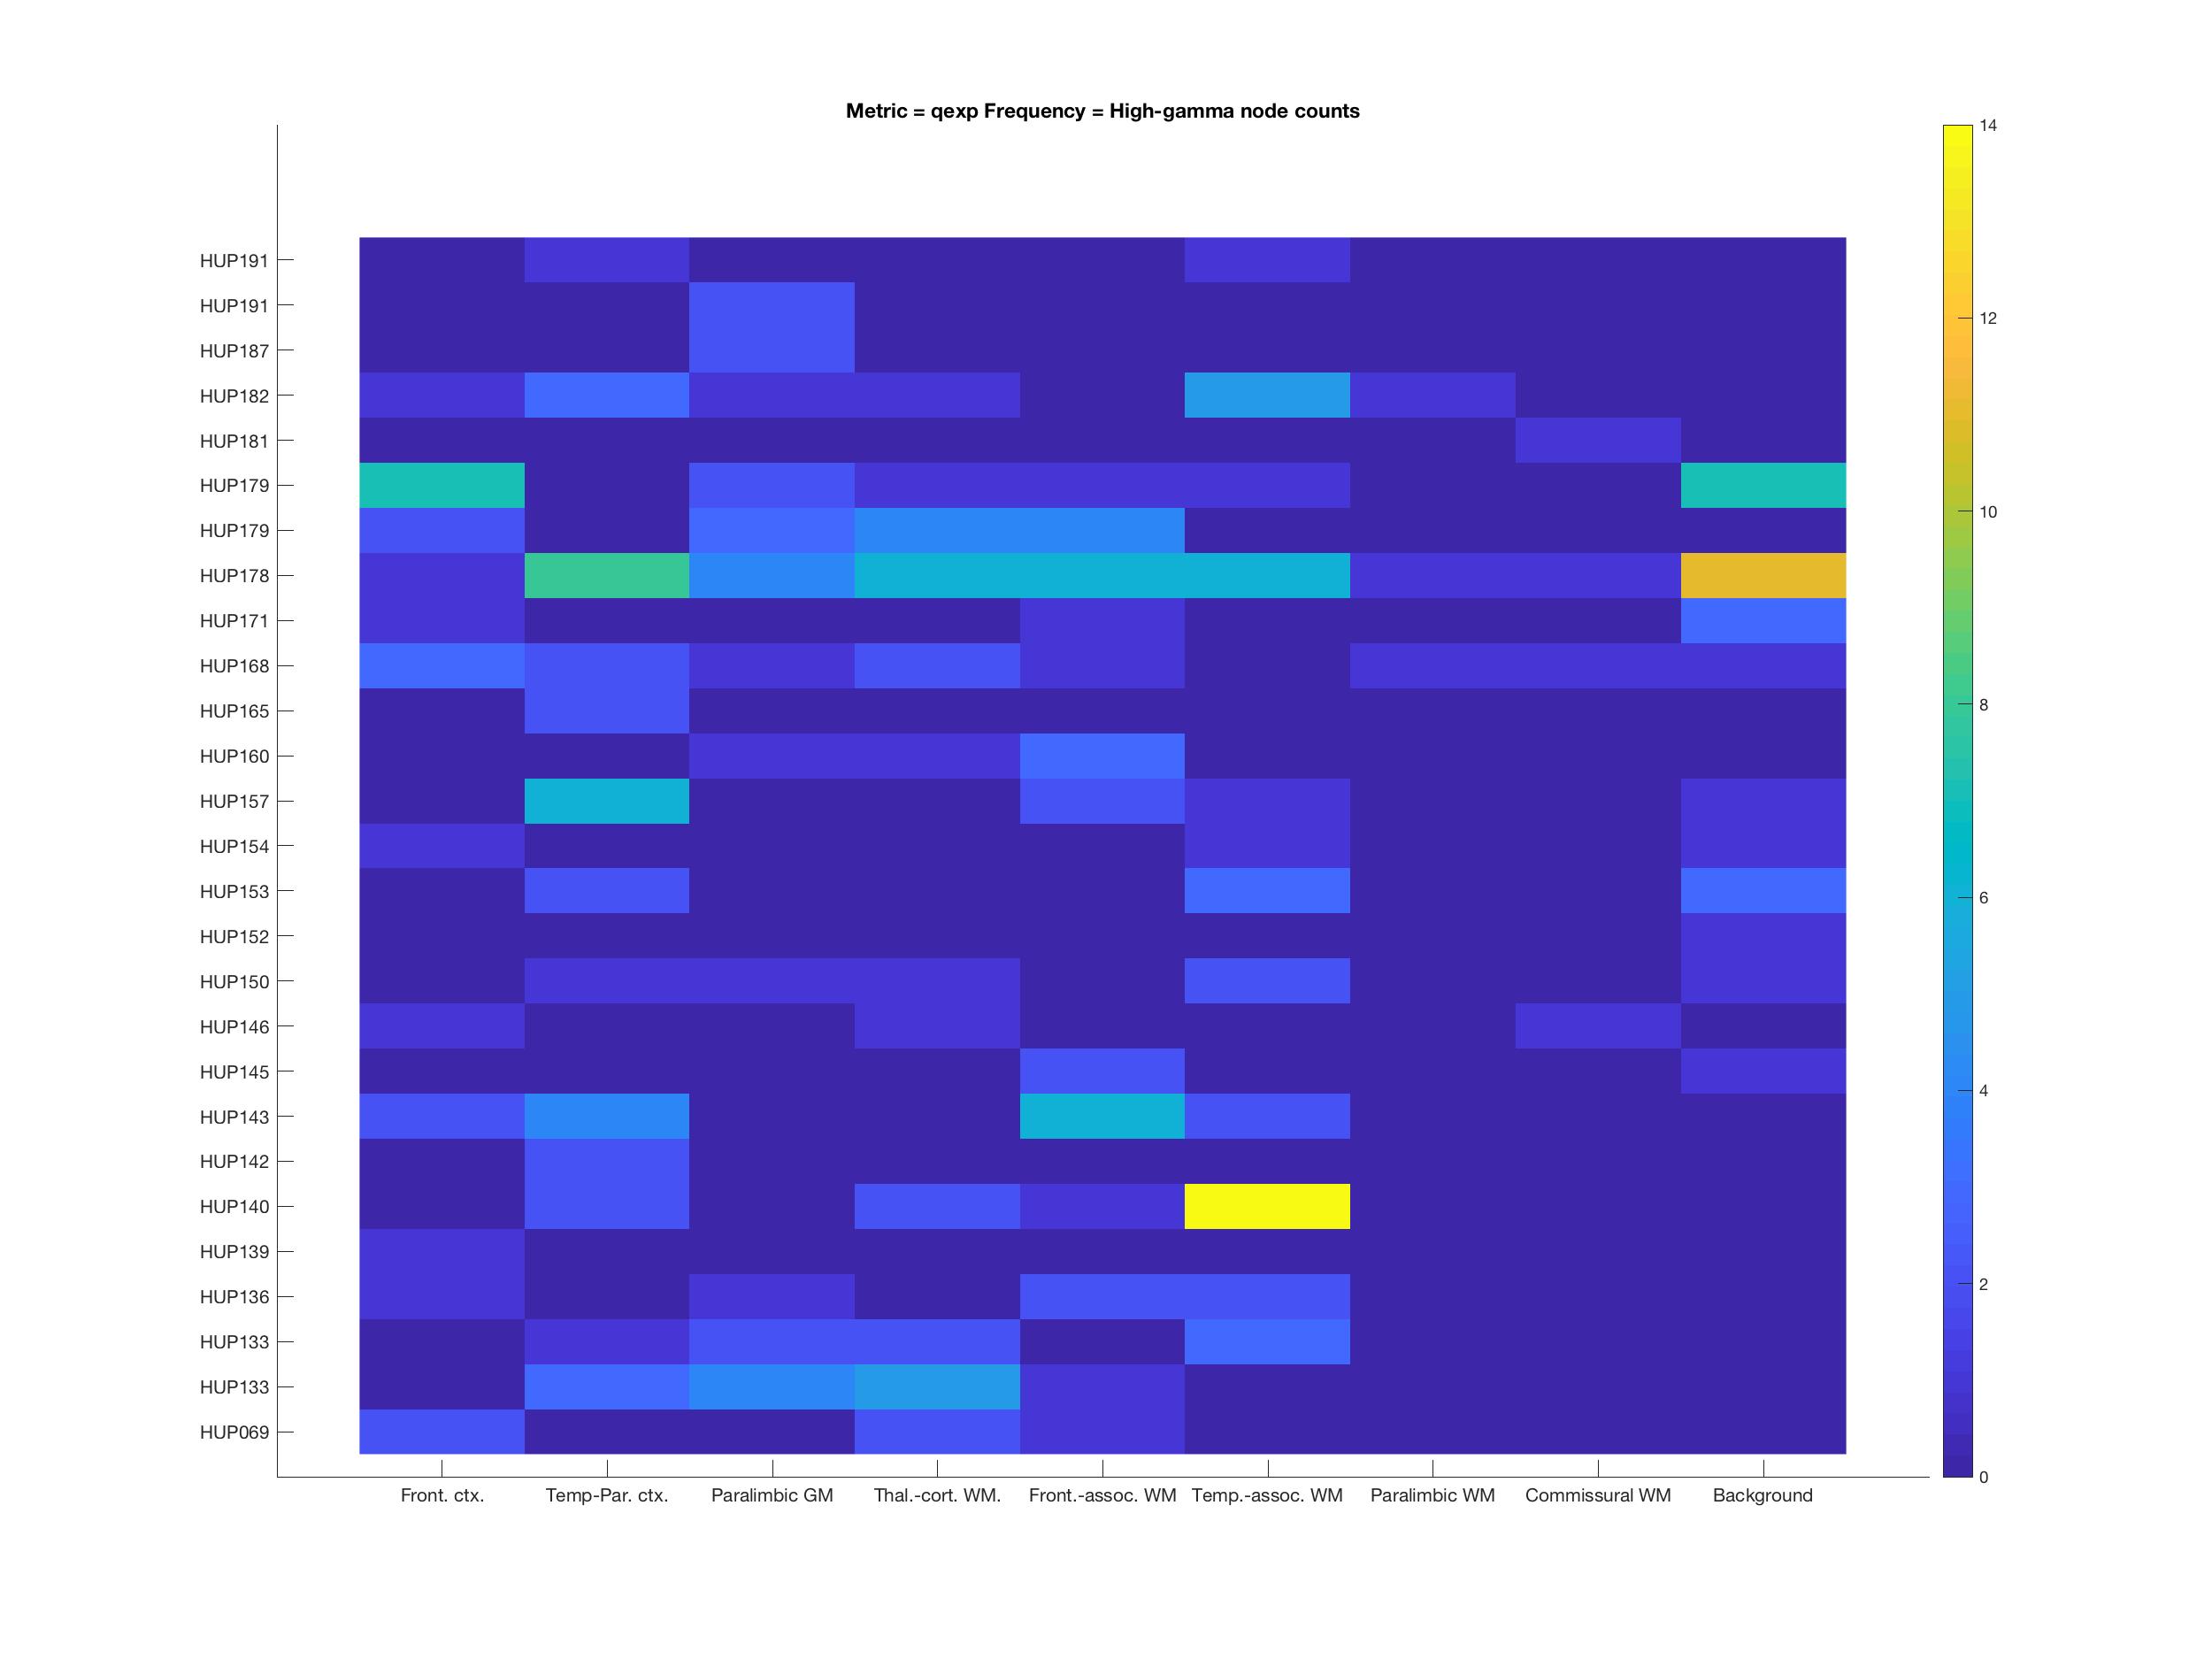 Metric = qexp Frequency = High-gamma node counts
14
12
10
8
6
4
2
0
HUP191
HUP191
HUP187
HUP182
HUP181
HUP179
HUP179
HUP178
HUP171
HUP168
HUP165
HUP160
HUP157
HUP154
HUP153
HUP152
HUP150
HUP146
HUP145
HUP143
HUP142
HUP140
HUP139
HUP136
HUP133
HUP133
HUP069
Front. ctx. Temp-Par. ctx. Paralimbic GM Thal.-cort. WM. Front.-assoc. WM Temp.-assoc. WM Paralimbic WM Commissural WM Background